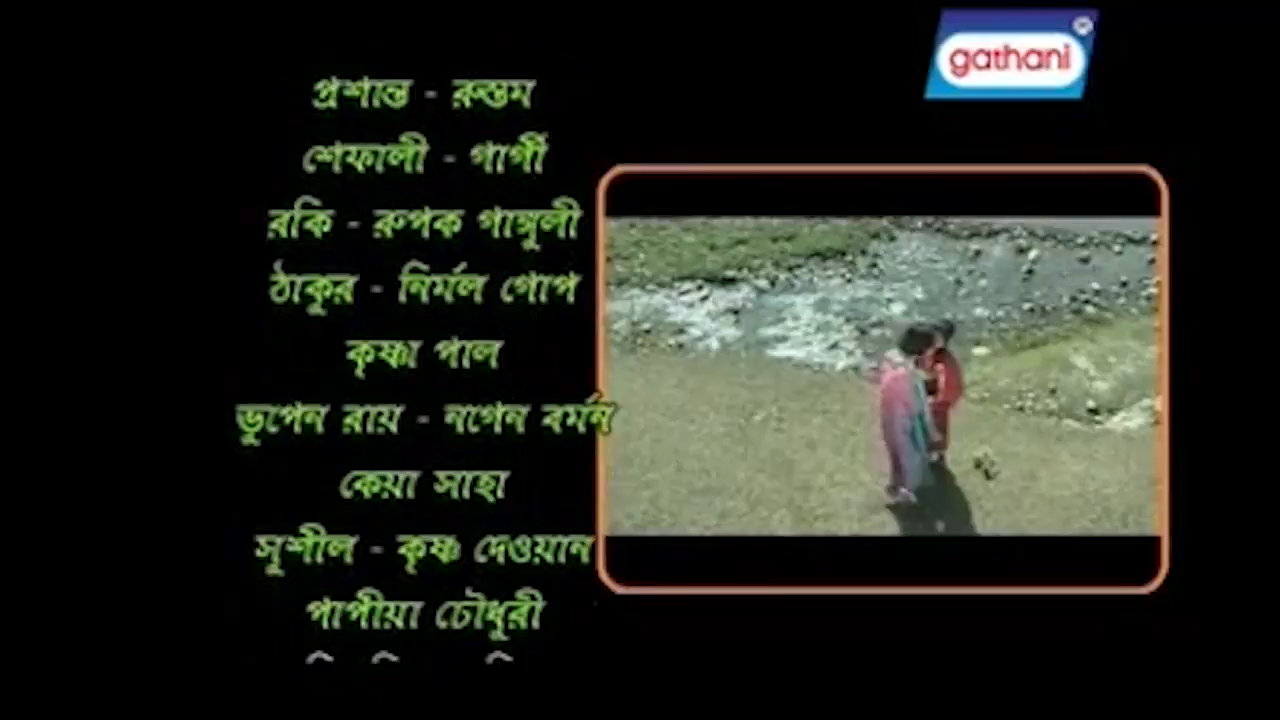 gathani
প্রশান্ত - রুস্তম
শেফালী - গার্গী
রকি - রুপক গাঙ্গুলী
ঠাকুর - নির্মল গোপ
কৃষ্ণা পাল
ভুপেন রায় - নগেন বর্মন
কেয়া সাহা
সুশীল - কৃষ্ণ দেওয়ান
পাপীয়া চৌধুরী